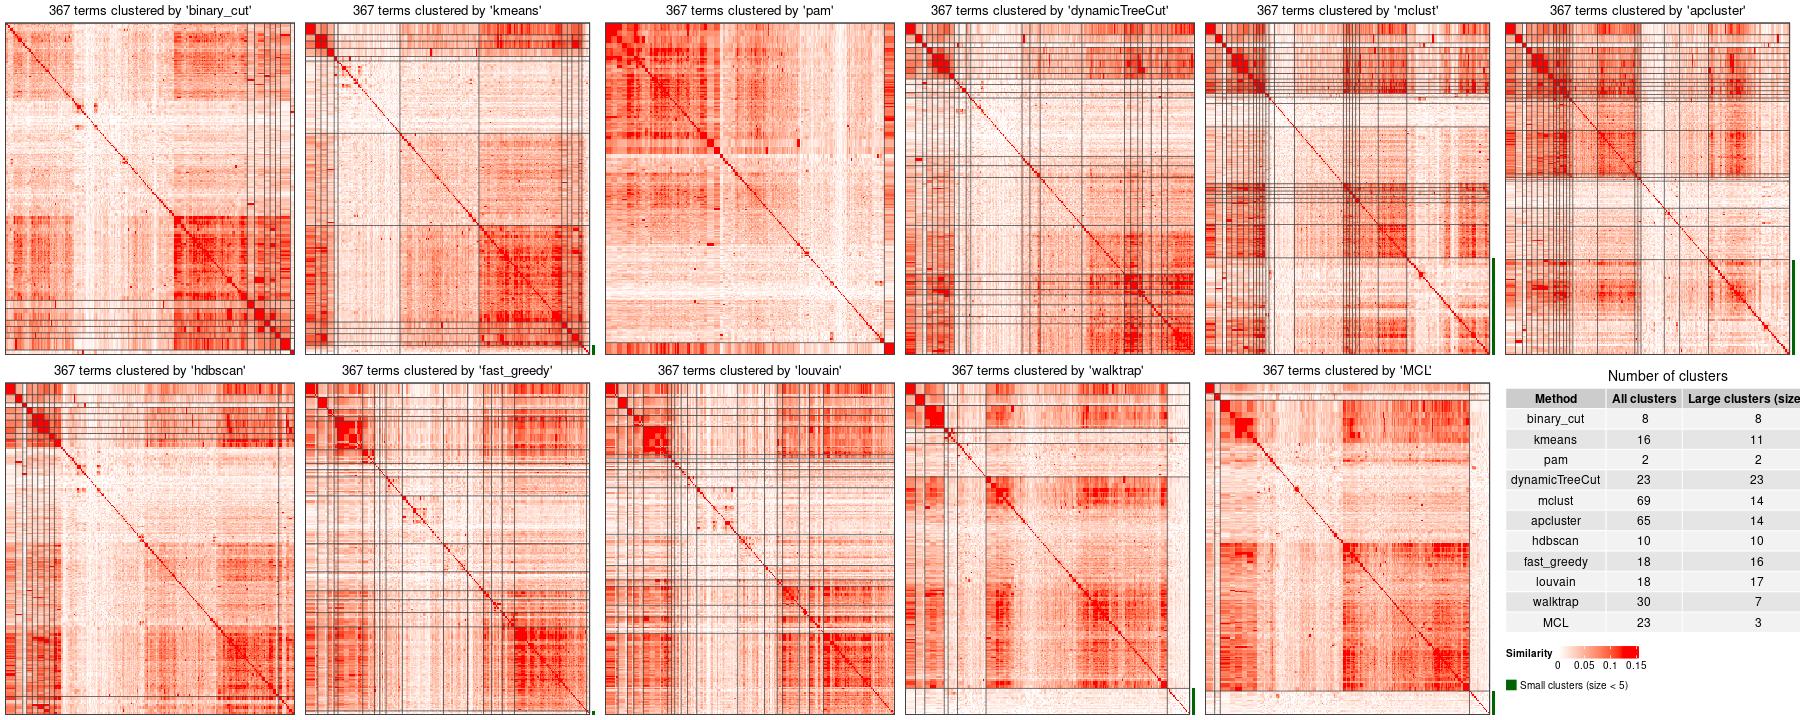 367 terms clustered by 'binary_cut'
367 terms clustered by 'kmeans'
367 terms clustered by 'pam'
367 terms clustered by 'dynamicTreeCut'
367 terms clustered by 'mclust'
367 terms clustered by 'apcluster'
367 terms clustered by 'hdbscan'
367 terms clustered by 'fast_greedy'
367 terms clustered by 'louvain'
367 terms clustered by 'walktrap'
367 terms clustered by 'MCL'
Number of clusters
Method All clusters Large clusters (size
binary_cut 8 8
kmeans 16 11
pam 2 2
dynamicTreeCut 23 23
mclust 69 14
apcluster 65 14
hdbscan 10 10
fast_greedy 18 16
louvain 18 17
walktrap 30 7
MCL 23 3
Similarity
0 0.05 0.1 0.15
Small clusters (size < 5)